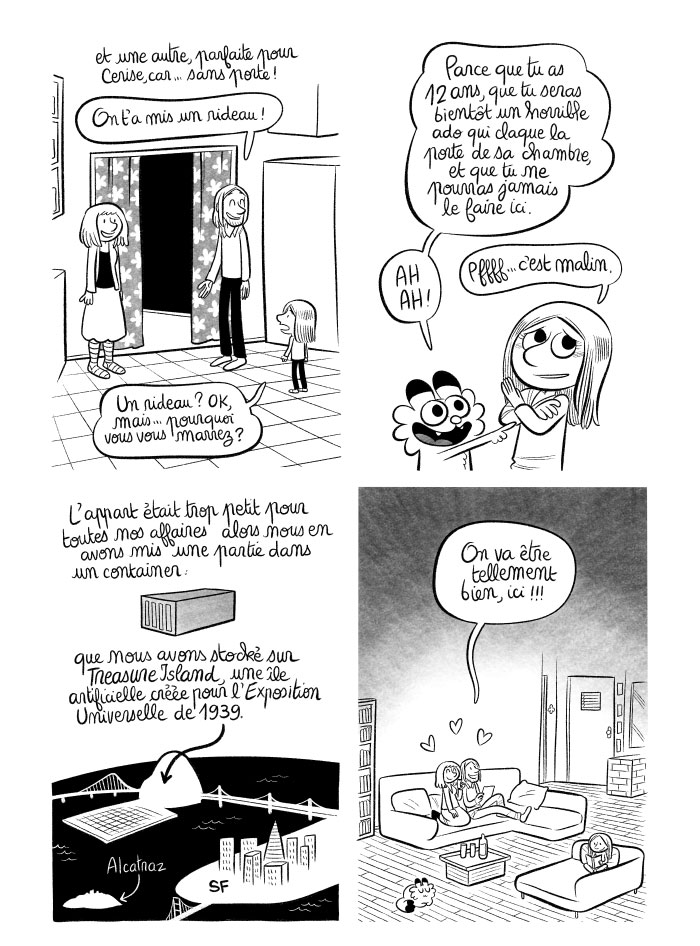 et une autre, parfaite pour
Cerise, car... sans porte !
On t'a mis un rideau !
Un rideau ? OK,
mais... pourquoi
vous vous marrez ?
Parce que tu as
12 ans, que tu seras
bientôt un horrible
ado qui claque la
porte de sa chambre,
et que tu ne
pourras jamais
le faire ici.
AH
AH !
Pffff... c'est malin.
L'appart était trop petit pour
toutes nos affaires alors nous en
avons mis une partie dans
un container :
que nous avons stocké sur
Treasure Island, une île
artificielle créée pour l'Exposition
Universelle de 1939.
Alcatraz
SF
On va être
tellement
bien, ici !!!